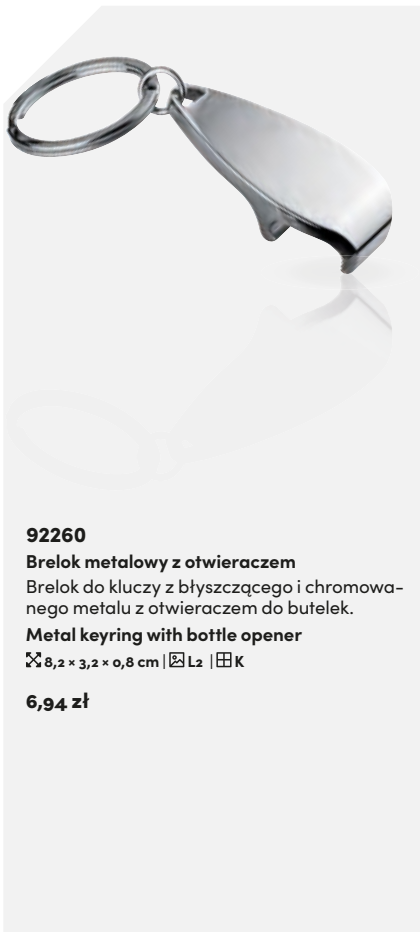 92260
Brelok metalowy z otwieraczem
Brelok do kluczy z błyszczącego i chromowa-
nego metalu z otwieraczem do butelek.
Metal keyring with bottle opener
8,2 × 3,2 × 0,8 cm | L2 | K
6,94 zł